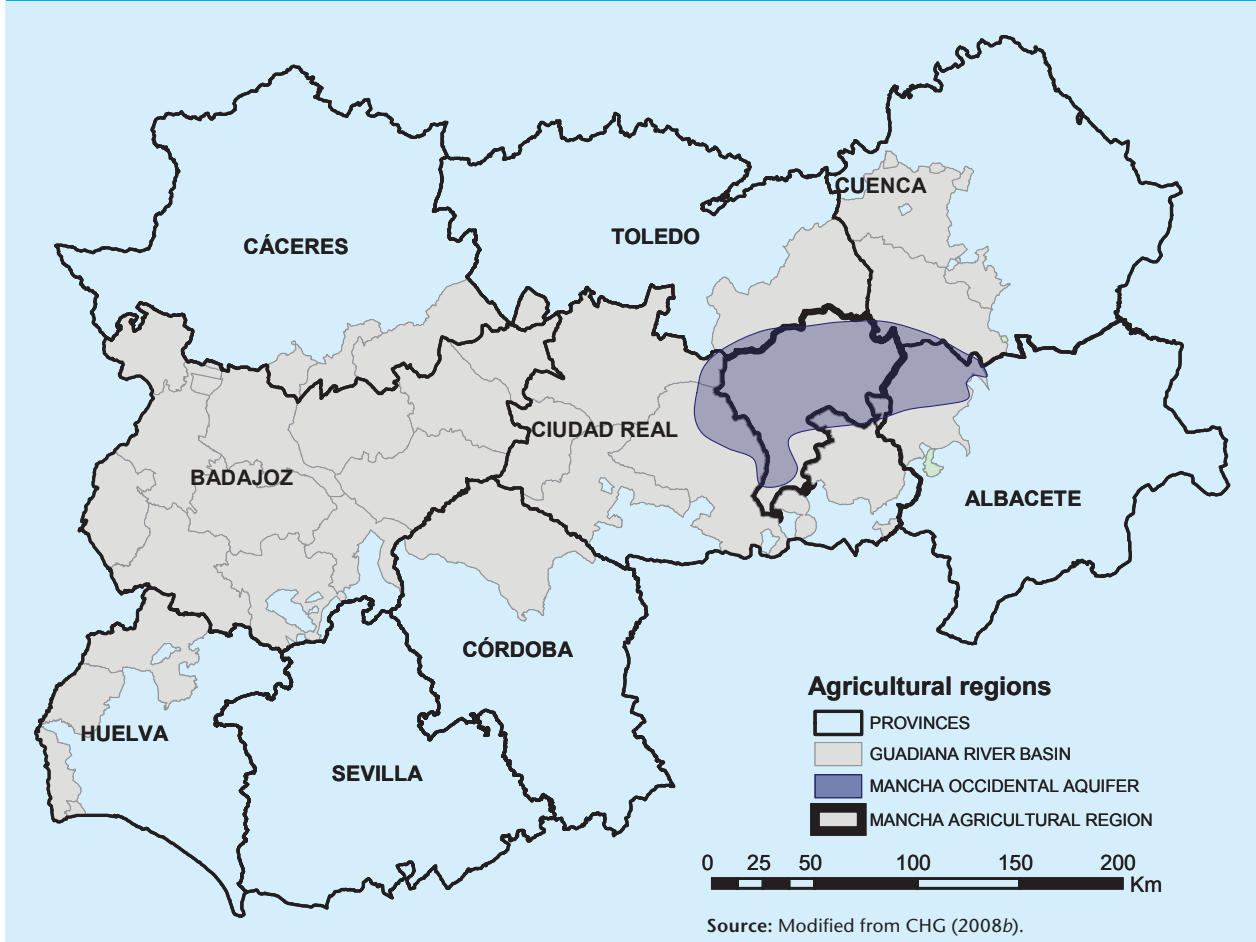 CUENCA
TOLEDO
CÁCERES
CIUDAD REAL
BADAJOZ
ALBACETE
CÓRDOBA
HUELVA
SEVILLA
Agricultural regions
PROVINCES
GUADIANA RIVER BASIN
MANCHA OCCIDENTAL AQUIFER
MANCHA AGRICULTURAL REGION
0 25 50 100 150 200
Km
Source: Modified from CHG (2008b).